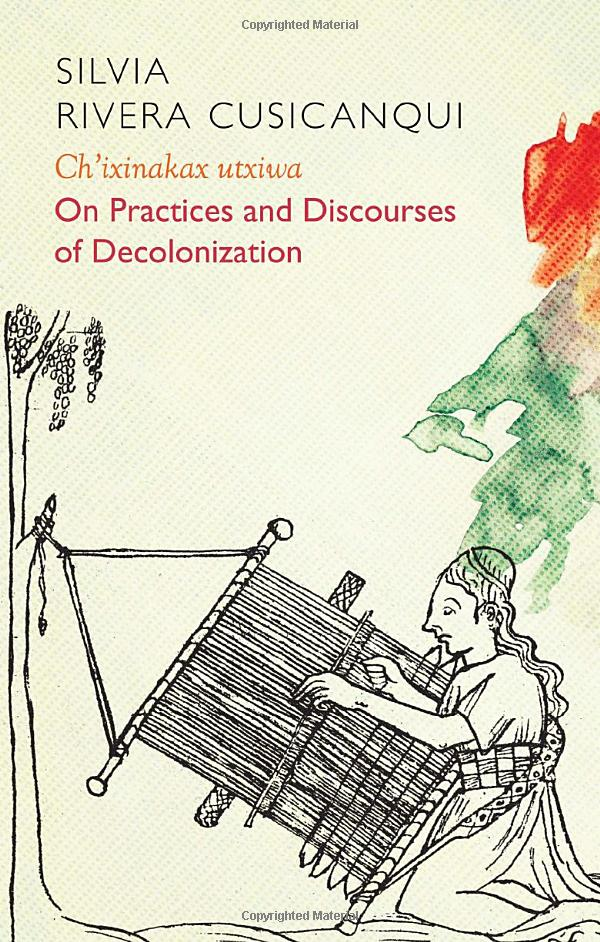 Copyrighted Material
SILVIA
RIVERA CUSICANQUI
Ch'ixinakax utxiwa
On Practices and Discourses
of Decolonization
Copyrighted Material